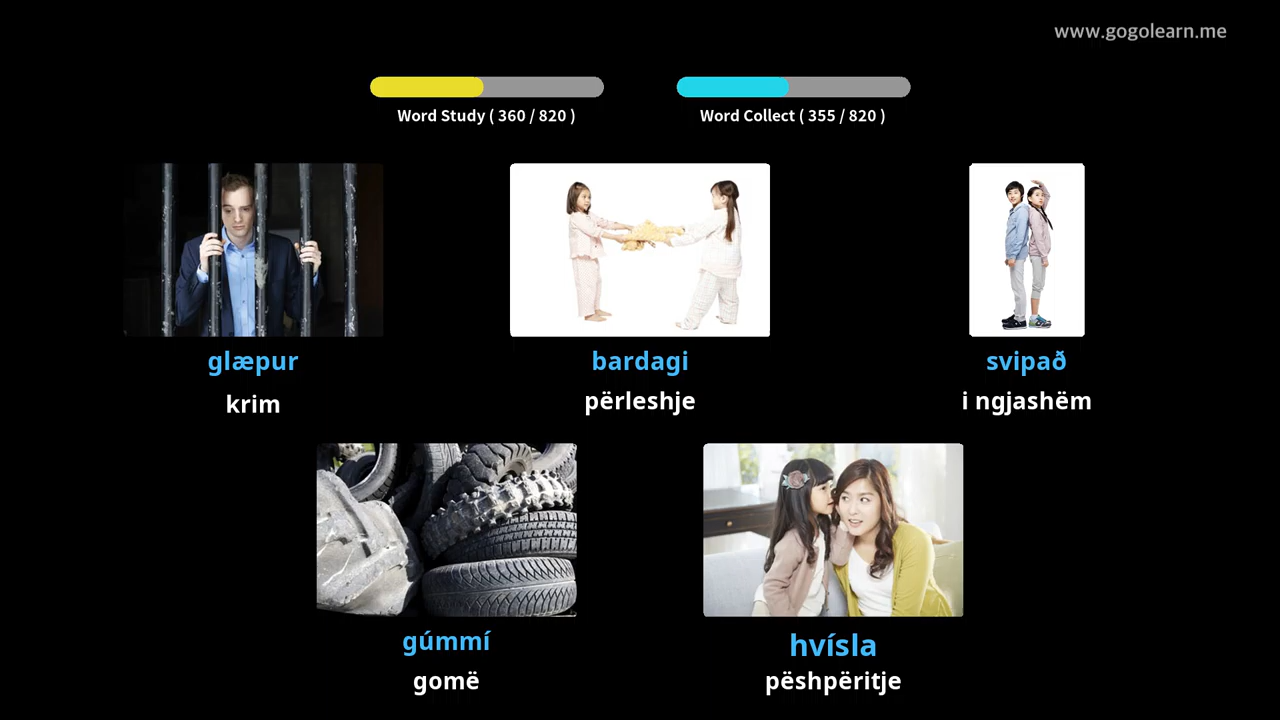 www.gogolearn.me
Word Study ( 360 / 820 )
Word Collect ( 355 / 820 )
glæpur
krim
bardagi
përleshje
svipað
i ngjashëm
gúmmí
gomë
hvísla
pëshpëritje